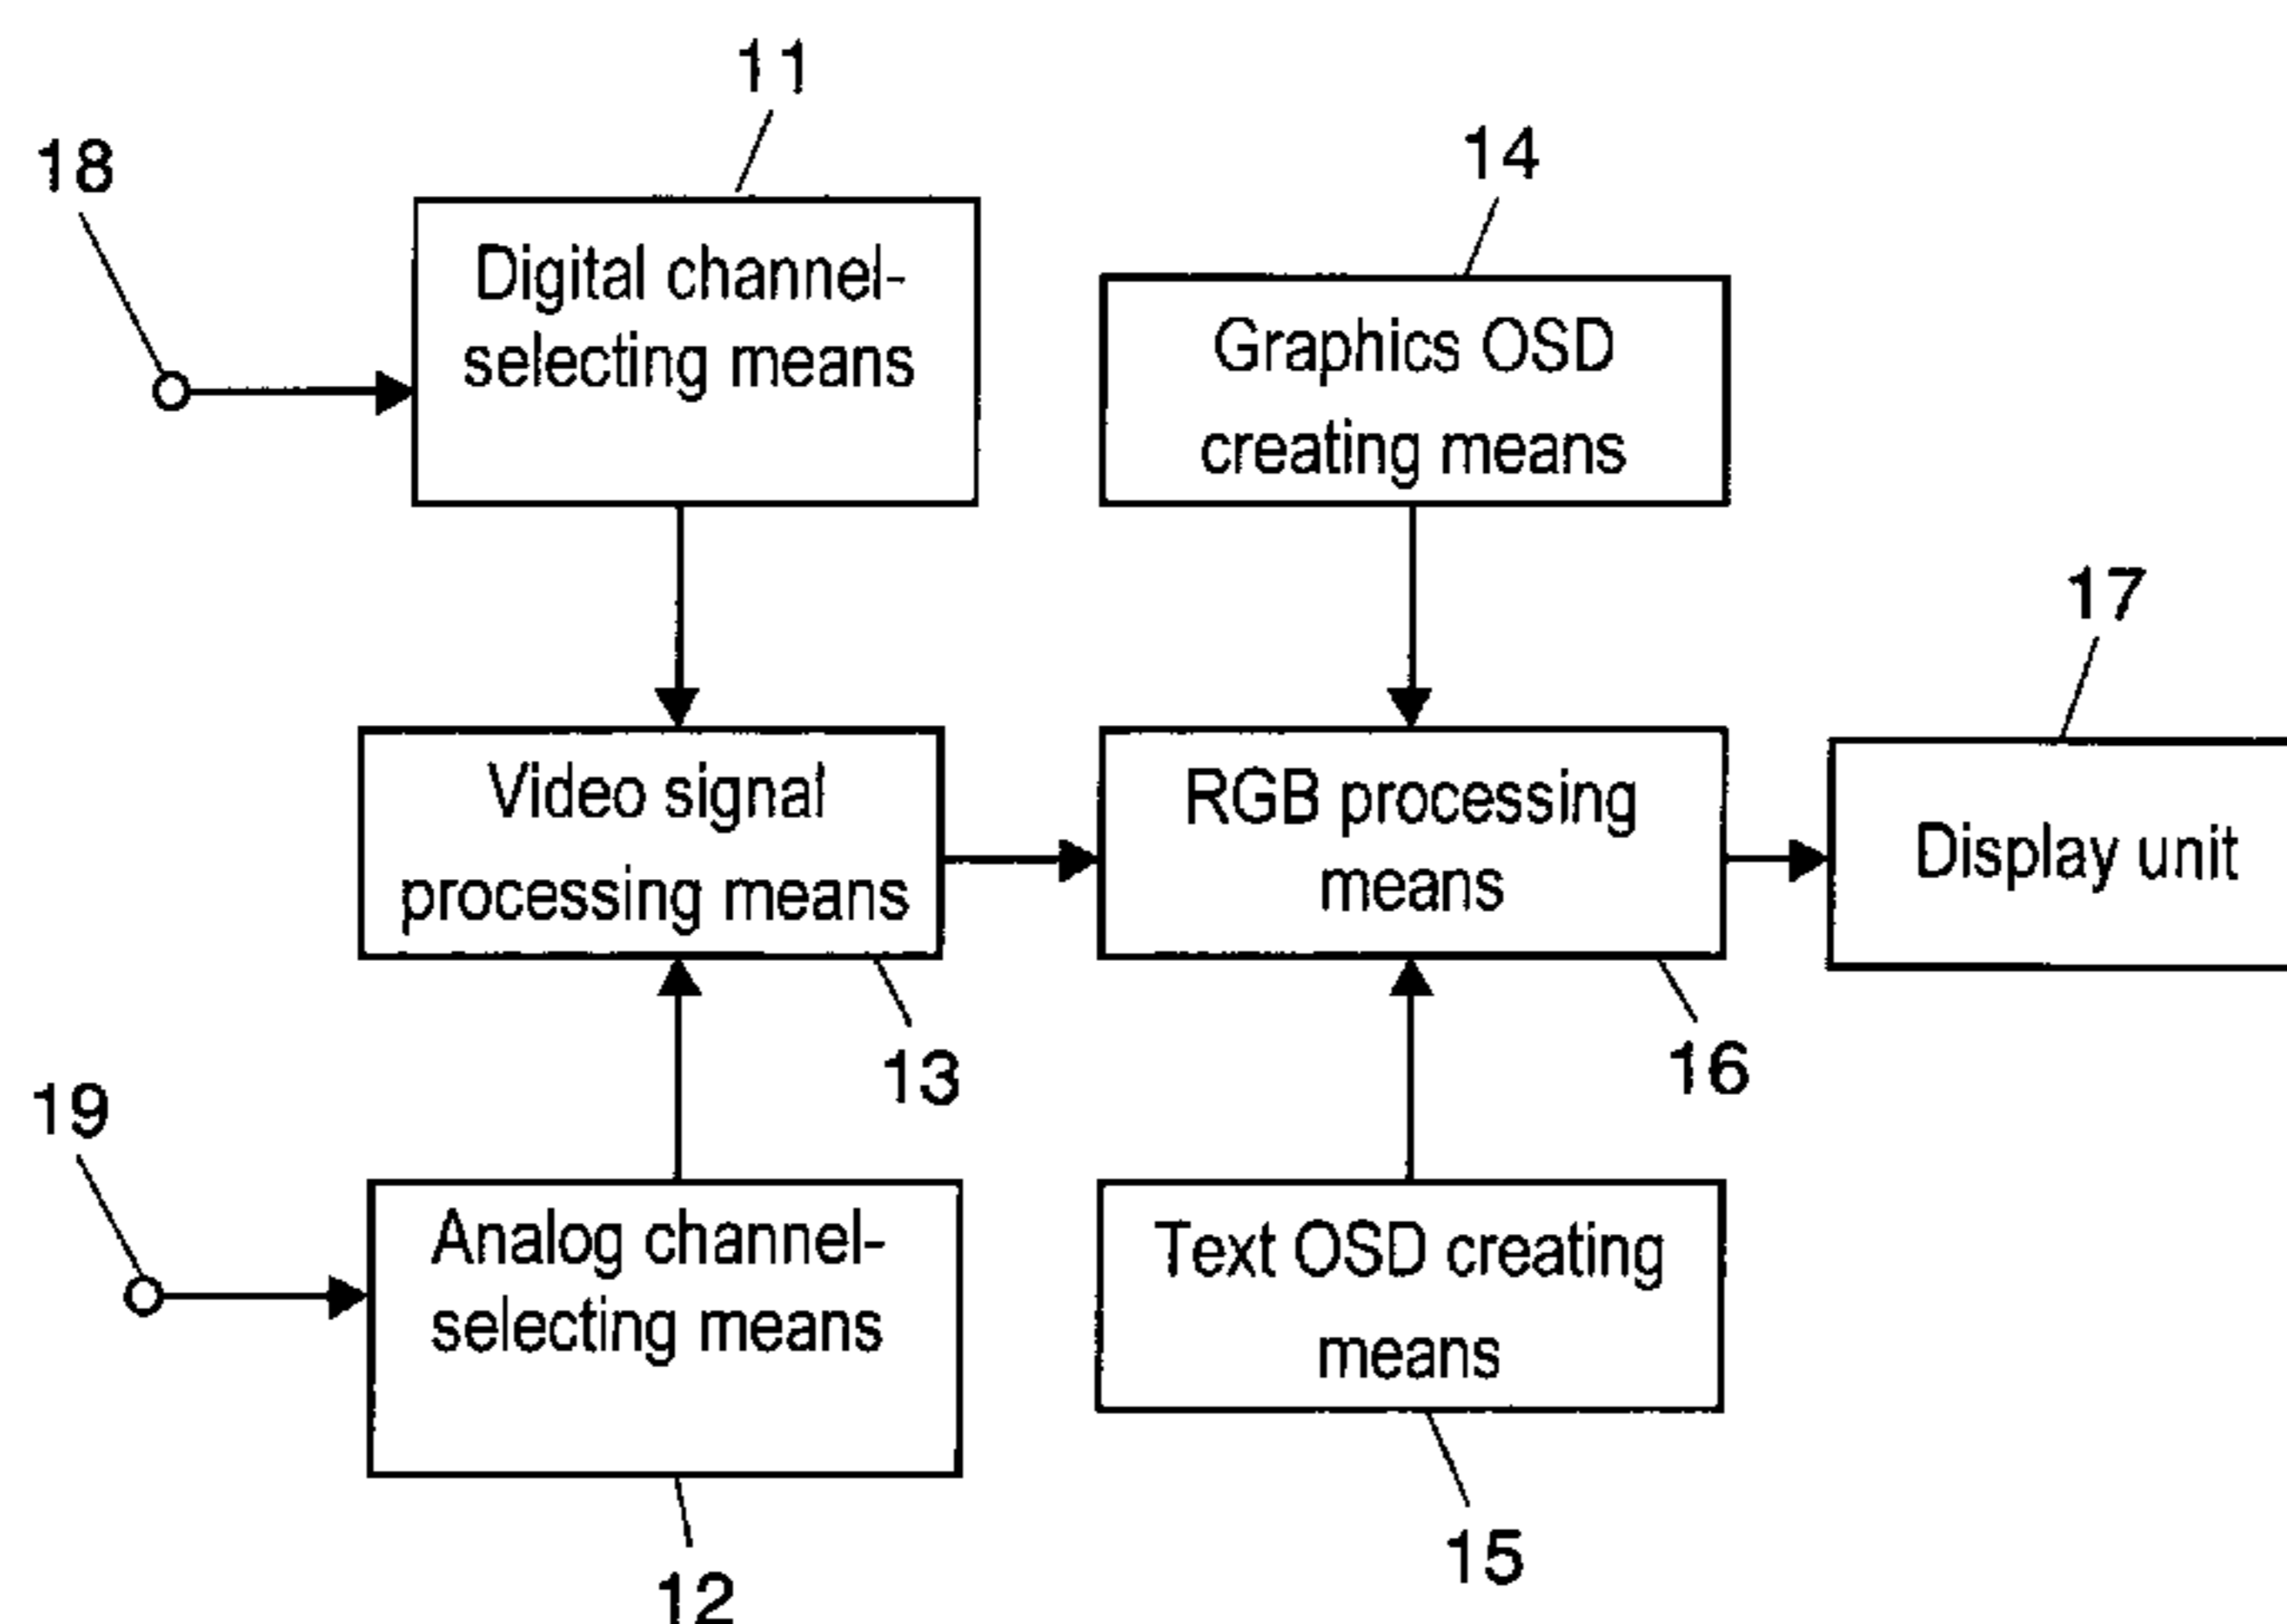 11
18
14
Digital channel-
selecting means
Graphics OSD
creating means
17
Video signal
processing means
RGB processing
means
Display unit
13
16
19
Analog channel-
selecting means
Text OSD creating
means
15
12